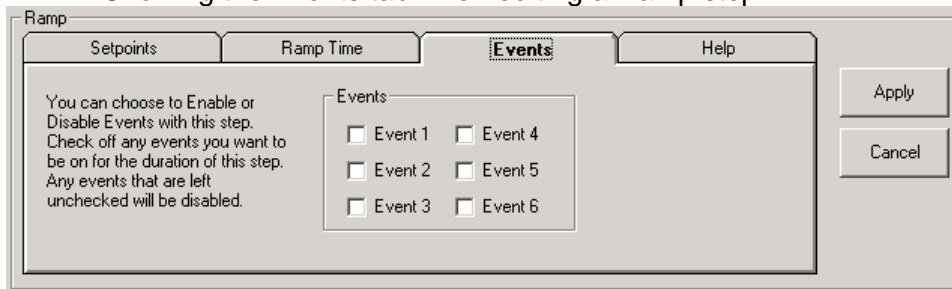 Ramp
Setpoints Ramp Time Events Help
You can choose to Enable or
Disable Events with this step.
Check off any events you want to
be on for the duration of this step.
Any events that are left
unchecked will be disabled.
Events
Event 1 Event 4
Event 2 Event 5
Event 3 Event 6
Apply
Cancel